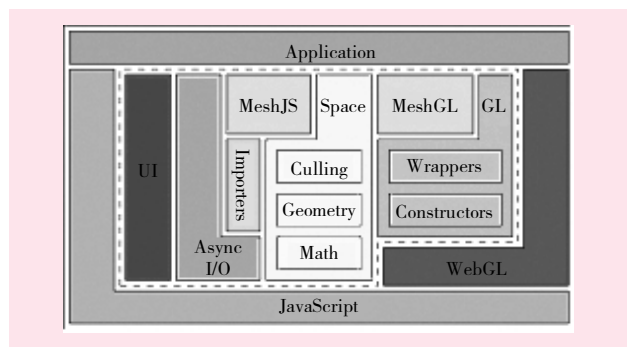 Application
MeshJS
Space
MeshGL
GL
UI
Importers
Culling
Wrappers
Geometry
Constructors
Async
I/O
Math
WebGL
JavaScript